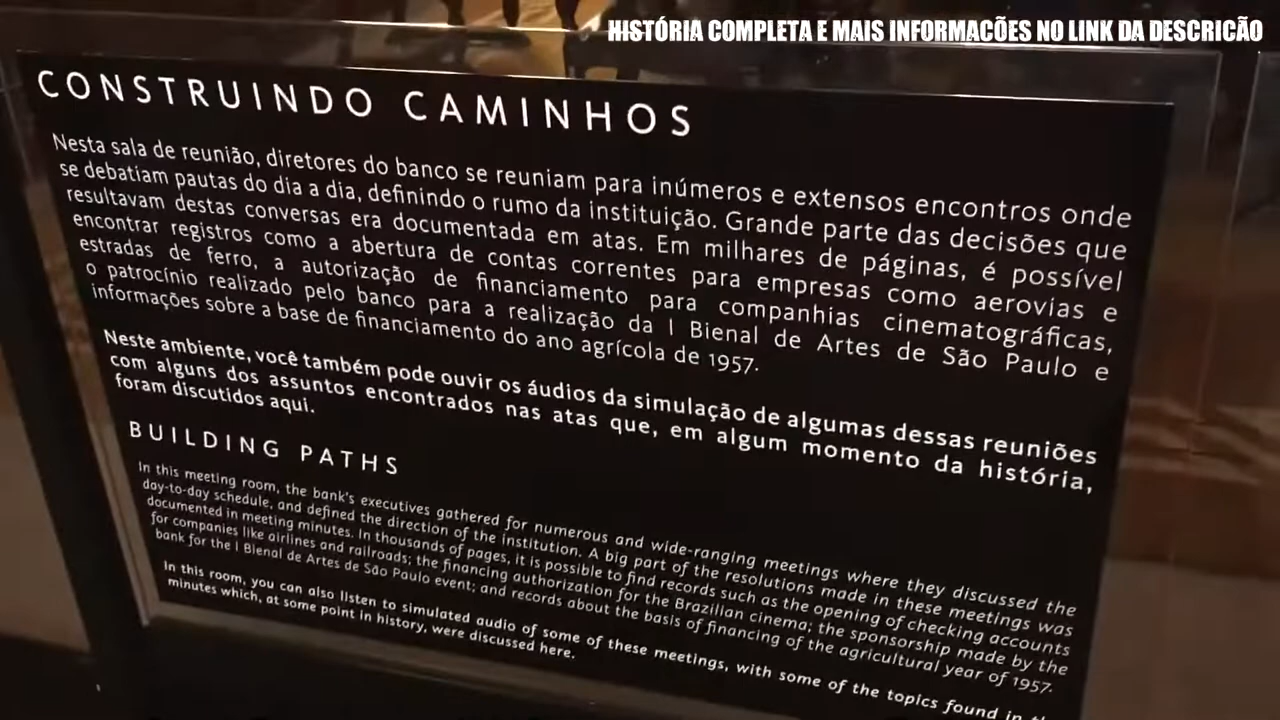 HISTÓRIA COMPLETA E MAIS INFORMACÕES NO LINK DA DESCRICÃO
CONSTRUINDO CAMINHOS
Nesta sala de reunião, diretores do banco se reuniam para inúmeros e extensos encontros onde
se debatiam pautas do dia a dia, definindo o rumo da instituição. Grande parte das decisões que
resultavam destas conversas era documentada em atas. Em milhares de páginas, é possível
encontrar registros como a abertura de contas correntes para empresas como aerovias e
estradas de ferro, a autorização de financiamento para companhias cinematográficas,
o patrocínio realizado pelo banco para a realização da I Bienal de Artes de São Paulo e
informações sobre a base de financiamento do ano agrícola de 1957.
Neste ambiente, você também pode ouvir os áudios da simulação de algumas dessas reuniões
com alguns dos assuntos encontrados nas atas que, em algum momento da história,
foram discutidos aqui.
BUILDING PATHS
In this meeting room, the bank's executives gathered for numerous and wide-ranging meetings where they discussed the
day-to-day schedule, and defined the direction of the institution. A big part of the resolutions made in these meetings was
documented in meeting minutes. In thousands of pages, it is possible to find records such as the opening of checking accounts
for companies like airlines and railroads; the financing authorization for the Brazilian cinema; the sponsorship made by the
bank for the I Bienal de Artes de São Paulo event; and records about the basis of financing of the agricultural year of 1957.
In this room, you can also listen to simulated audio of some of these meetings, with some of the topics found in
minutes which, at some point in history, were discussed here.